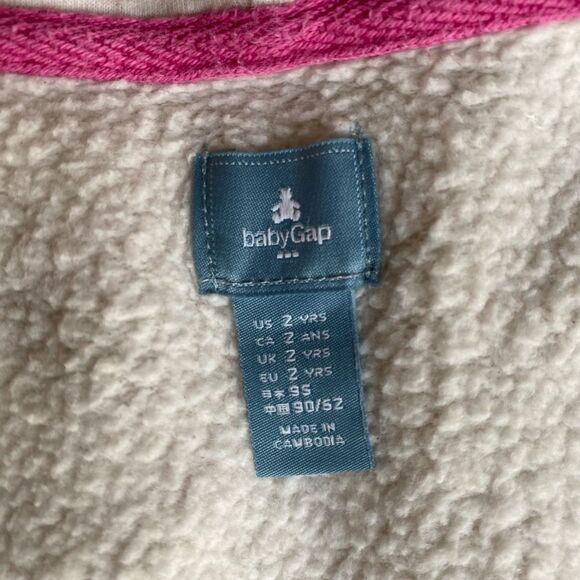 babyGap
US 2 YRS
CA 2 ANS
UK 2 YRS
EU 2 YRS
日本 95
中国 90/52
MADE IN
CAMBODIA